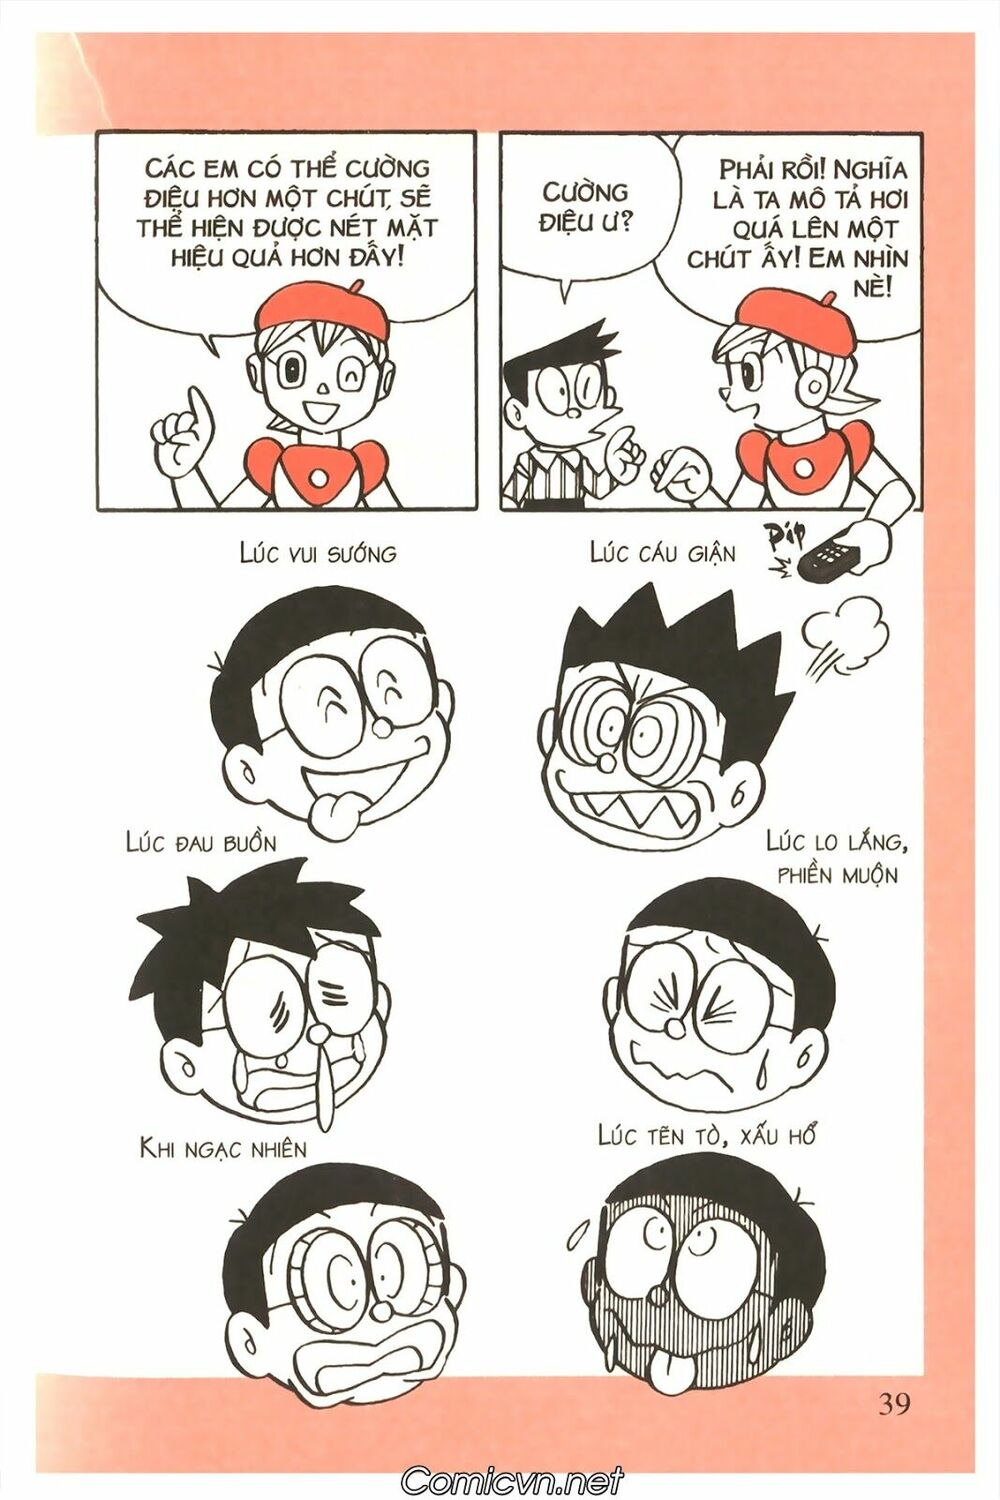 CÁC EM CÓ THỂ CƯỜNG
ĐIỆU HƠN MỘT CHÚT, SẼ
THỂ HIỆN ĐƯỢC NÉT MẶT
HIỆU QUẢ HƠN ĐẤY!
CƯỜNG
ĐIỆU Ư?
PHẢI RỒI! NGHĨA
LÀ TA MÔ TẢ HƠI
QUÁ LÊN MỘT
CHÚT ẤY! EM NHÌN
NÈ!
LÚC VUI SƯỚNG
LÚC CÁU GIẬN
Píp
LÚC ĐAU BUỒN
LÚC LO LẮNG,
PHIỀN MUỘN
KHI NGẠC NHIÊN
LÚC TẼN TÒ, XẤU HỔ
39
Comicvn.net